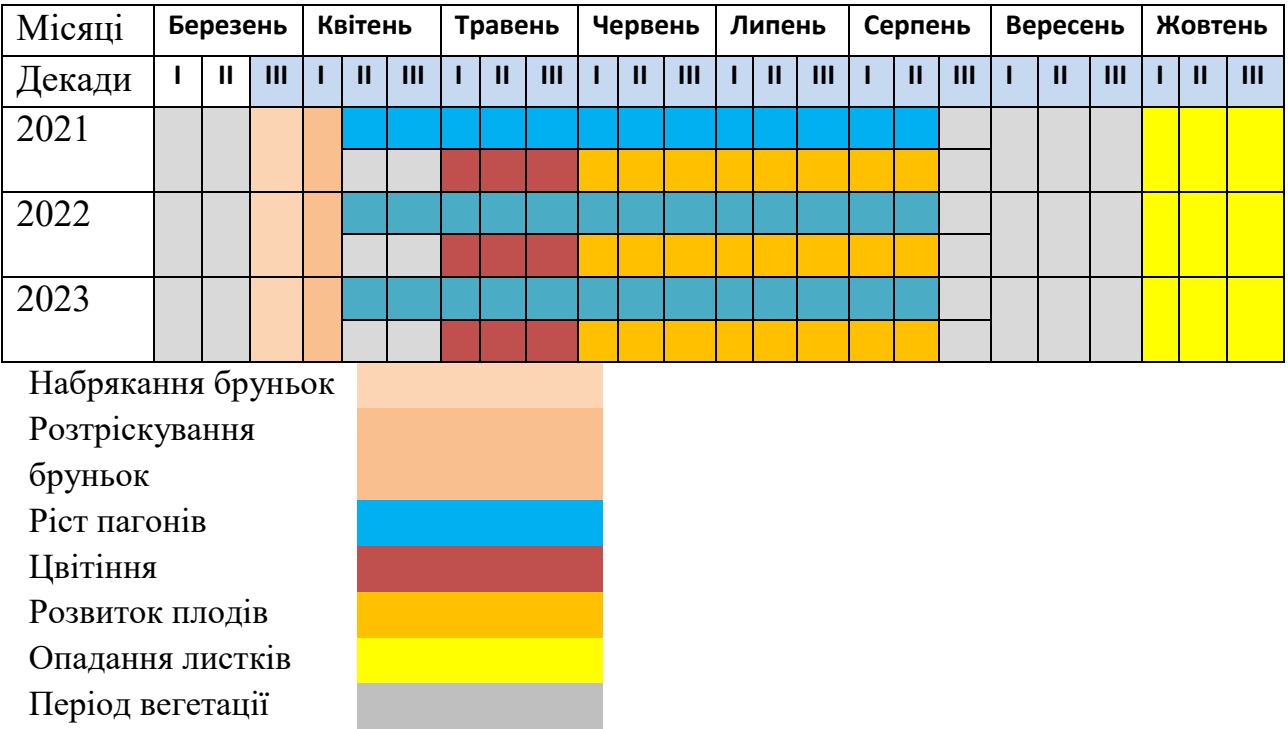 Місяці Березень Квітень Травень Червень Липень Серпень Вересень Жовтень
Декади I II III I II III I II III I II III I II III I II III I II III I II III
2021
2022
2023
Набрякання бруньок
Розтріскування
бруньок
Ріст пагонів
Цвітіння
Розвиток плодів
Опадання листків
Період вегетації